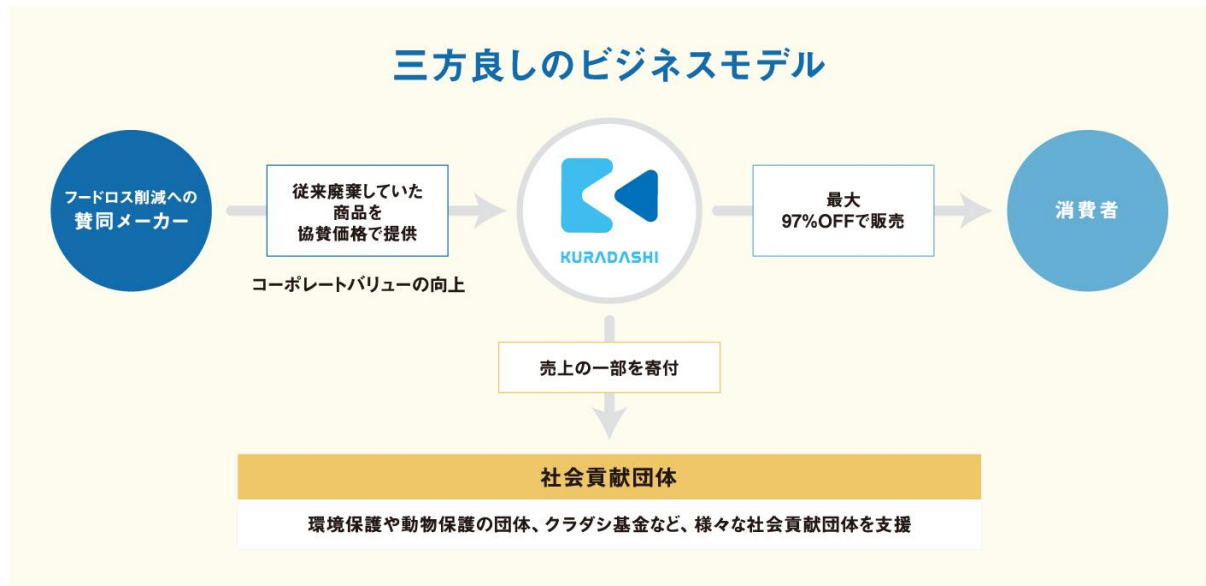 三方良しのビジネスモデル
フードロス削減への
賛同メーカー
従来廃棄していた
商品を
協賛価格で提供
コーポレートバリューの向上
KURADASHI
最大
97%OFFで販売
消費者
売上の一部を寄付
社会貢献団体
環境保護や動物保護の団体、クラダシ基金など、様々な社会貢献団体を支援